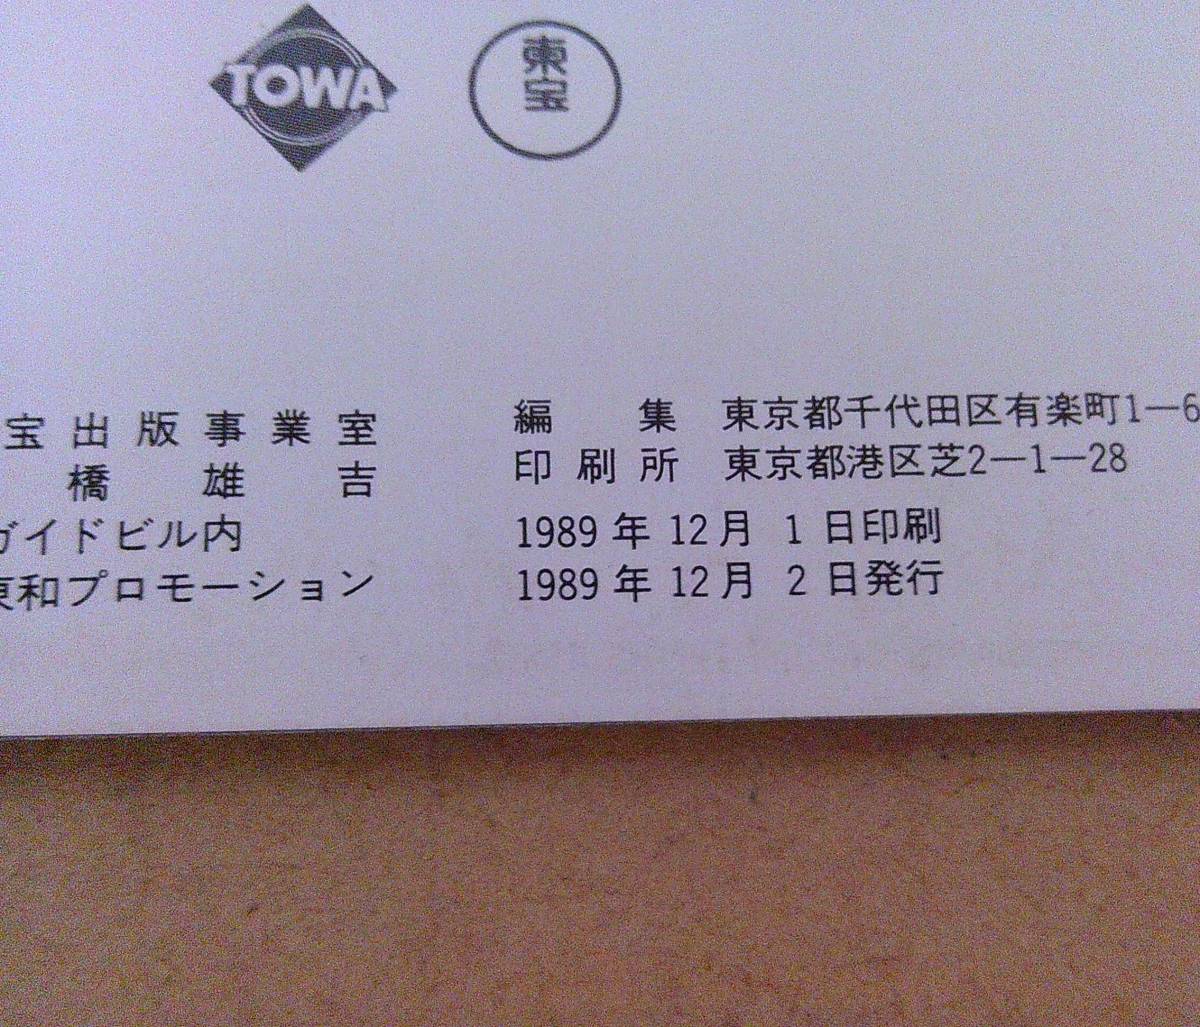 TOWA
東宝
宝出版事業室
橋雄吉
ガイドビル内
東和プロモーション
編集 東京都千代田区有楽町1—6
印刷所 東京都港区芝2—1—28
1989年12月1日印刷
1989年12月2日発行